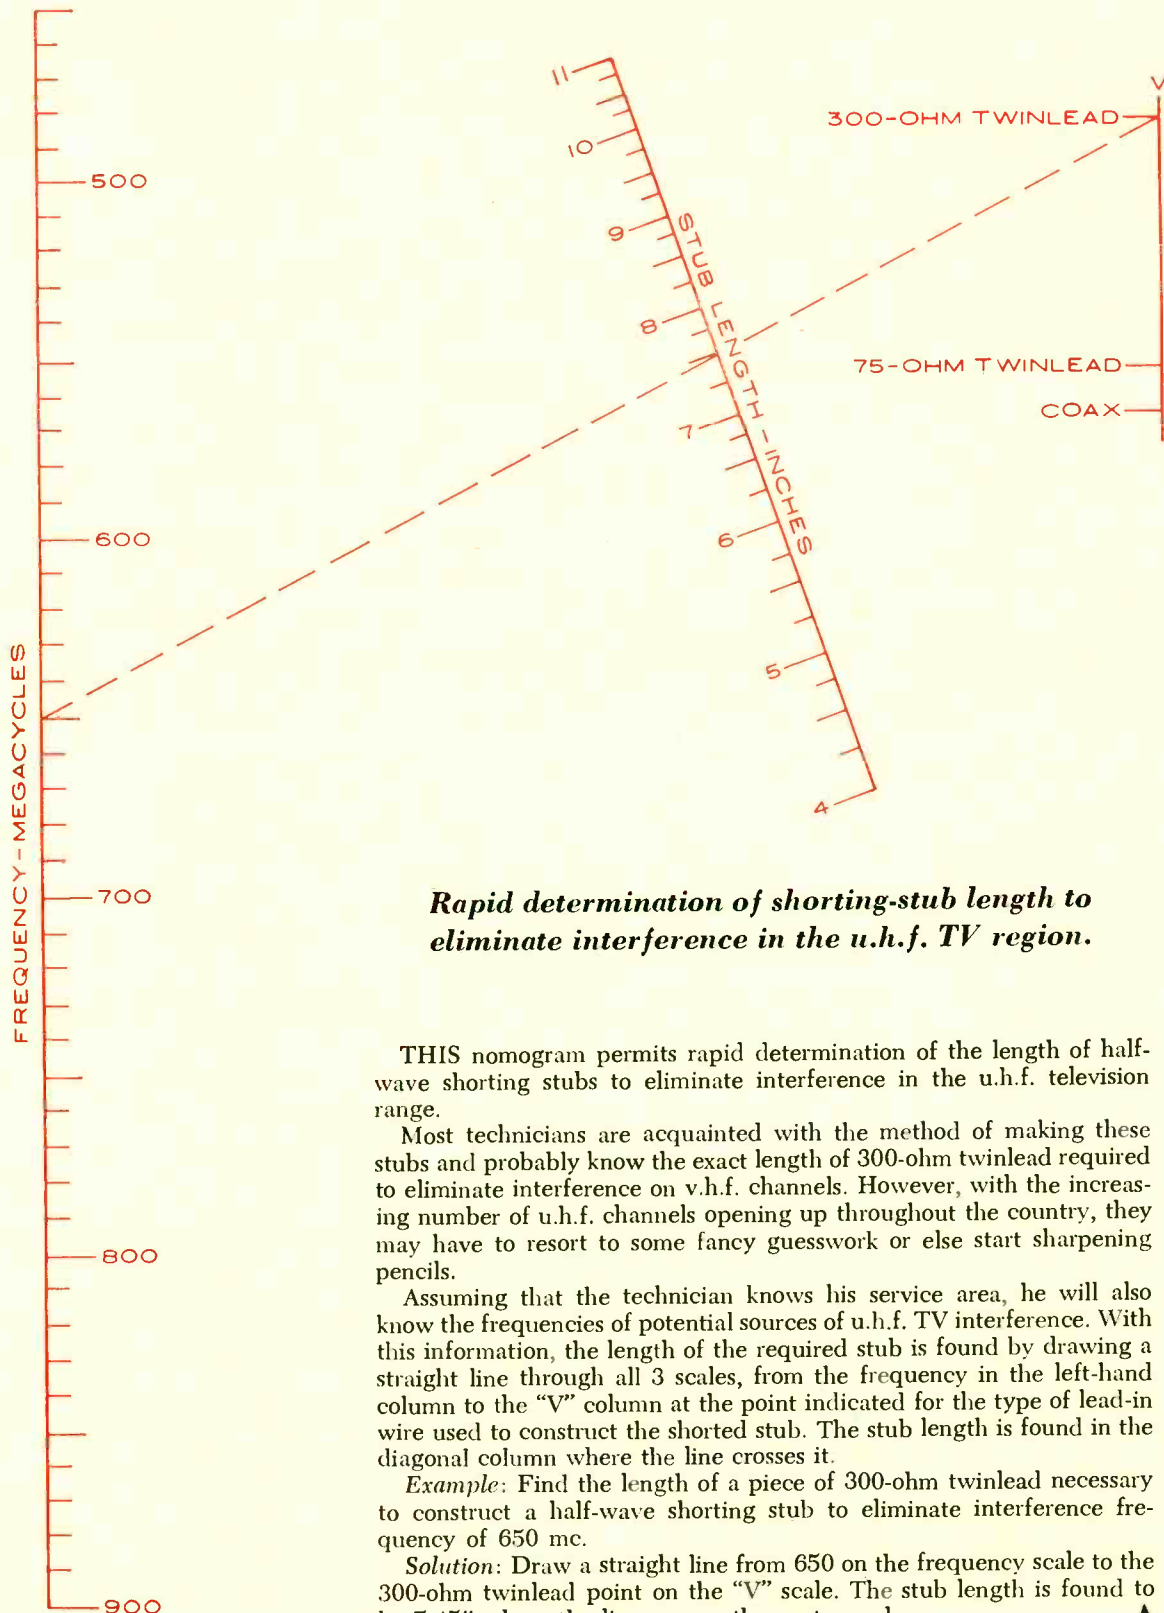 V
300-OHM TWINLEAD
75-OHM TWINLEAD
COAX
11
10
9
8
7
6
5
4
STUB LENGTH-INCHES
500
600
700
800
900
FREQUENCY-MEGACYCLES
Rapid determination of shorting-stub length to
eliminate interference in the u.h.f. TV region.
THIS nomogram permits rapid determination of the length of half-
wave shorting stubs to eliminate interference in the u.h.f. television
range.
Most technicians are acquainted with the method of making these
stubs and probably know the exact length of 300-ohm twinlead required
to eliminate interference on v.h.f. channels. However, with the increas-
ing number of u.h.f. channels opening up throughout the country, they
may have to resort to some fancy guesswork or else start sharpening
pencils.
Assuming that the technician knows his service area, he will also
know the frequencies of potential sources of u.h.f. TV interference. With
this information, the length of the required stub is found by drawing a
straight line through all 3 scales, from the frequency in the left-hand
column to the "V" column at the point indicated for the type of lead-in
wire used to construct the shorted stub. The stub length is found in the
diagonal column where the line crosses it.
Example: Find the length of a piece of 300-ohm twinlead necessary
to construct a half-wave shorting stub to eliminate interference fre-
quency of 650 mc.
Solution: Draw a straight line from 650 on the frequency scale to the
300-ohm twinlead point on the "V" scale. The stub length is found to